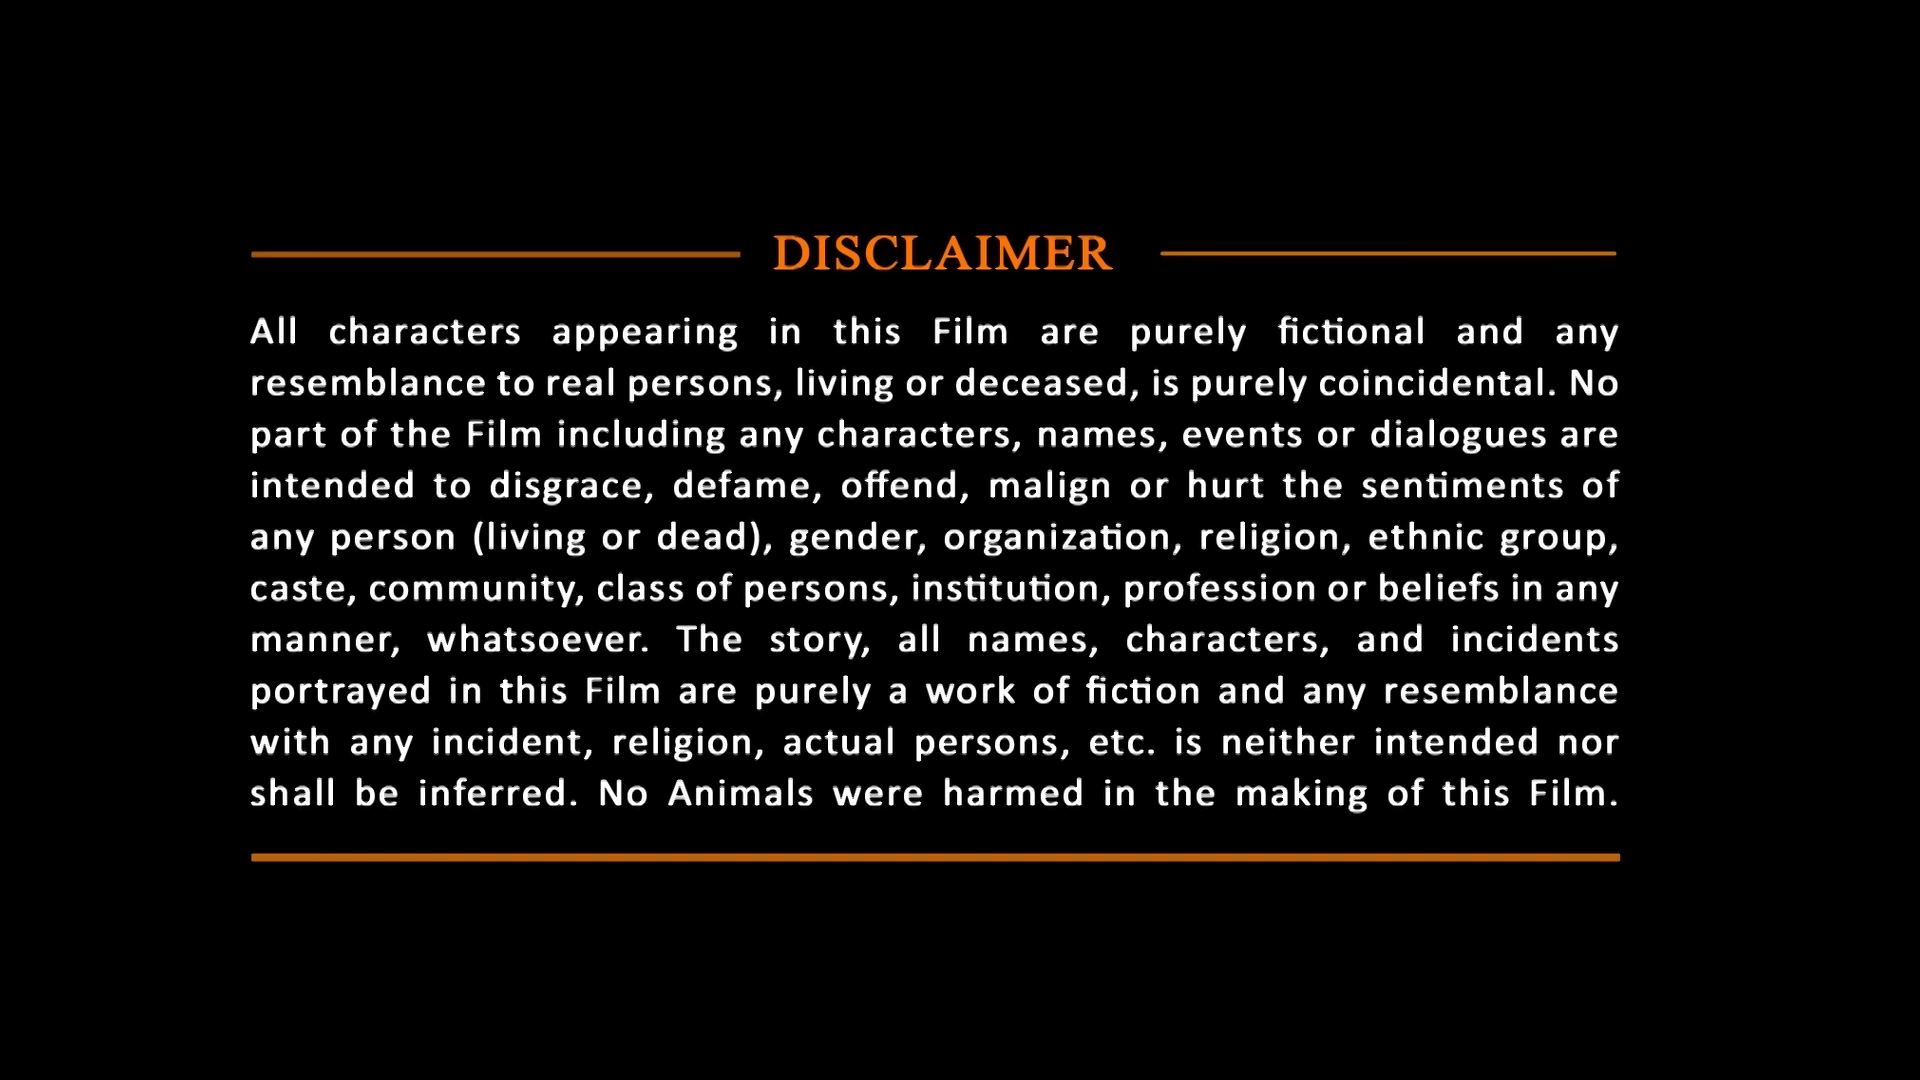 DISCLAIMER
All characters appearing in this Film are purely fictional and any
resemblance to real persons, living or deceased, is purely coincidental. No
part of the Film including any characters, names, events or dialogues are
intended to disgrace, defame, offend, malign or hurt the sentiments of
any person (living or dead), gender, organization, religion, ethnic group,
caste, community, class of persons, institution, profession or beliefs in any
manner, whatsoever. The story, all names, characters, and incidents
portrayed in this Film are purely a work of fiction and any resemblance
with any incident, religion, actual persons, etc. is neither intended nor
shall be inferred. No Animals were harmed in the making of this Film.